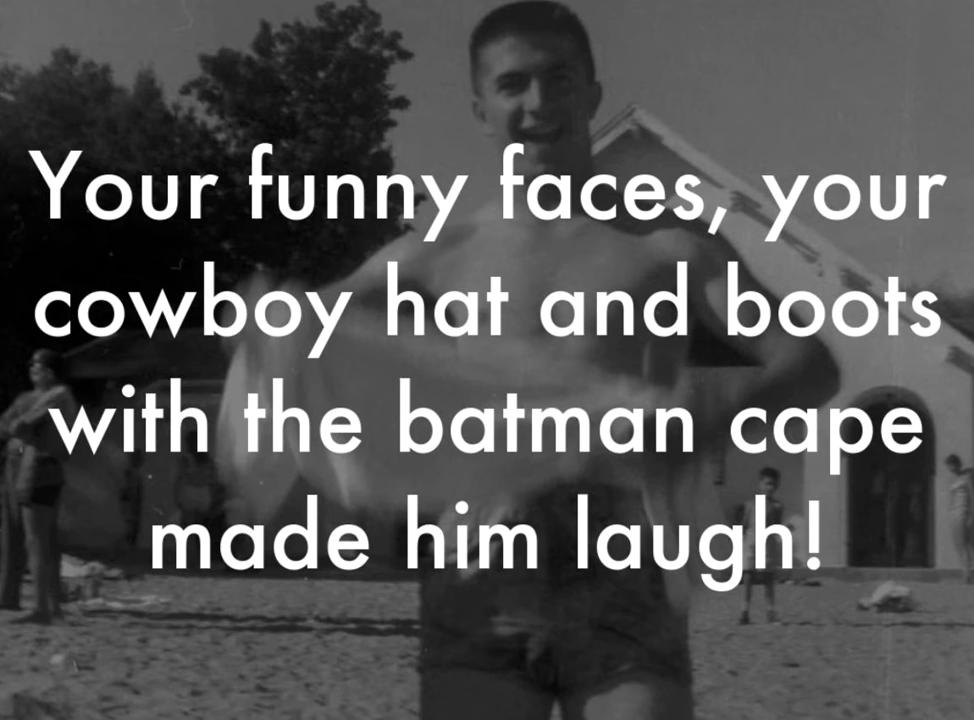 Your funny faces, your
cowboy hat and boots
with the batman cape
made him laugh!